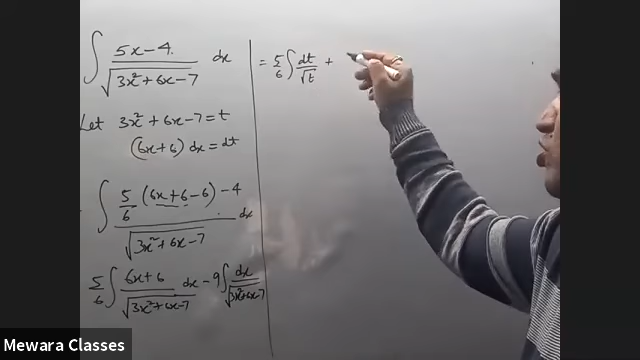 ∫ (5x-4)/√(3x²+6x-7) dx
Let 3x²+6x-7 = t
(6x+6) dx = dt
∫ (5/6 (6x+6-6) -4)/√(3x²+6x-7) dx
5/6 ∫ (6x+6)/√(3x²+6x-7) dx - 9 ∫ dx/√(3x²+6x-7)
= 5/6 ∫ dt/√t +
Mewara Classes